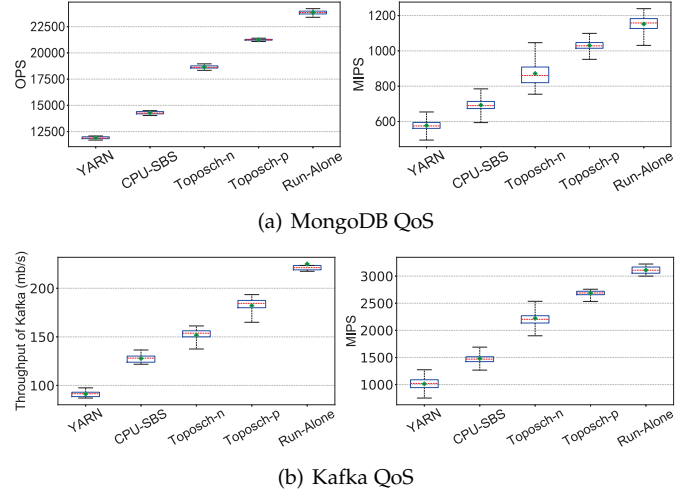 22500
20000
17500
15000
12500
OPS
YARN
CPU-SBS
Toposch-n
Toposch-p
Run-Alone
1200
1000
800
600
MIPS
YARN
CPU-SBS
Toposch-n
Toposch-p
Run-Alone
(a) MongoDB QoS
200
150
100
Throughput of Kafka (mb/s)
YARN
CPU-SBS
Toposch-n
Toposch-p
Run-Alone
3000
2500
2000
1500
1000
MIPS
YARN
CPU-SBS
Toposch-n
Toposch-p
Run-Alone
(b) Kafka QoS